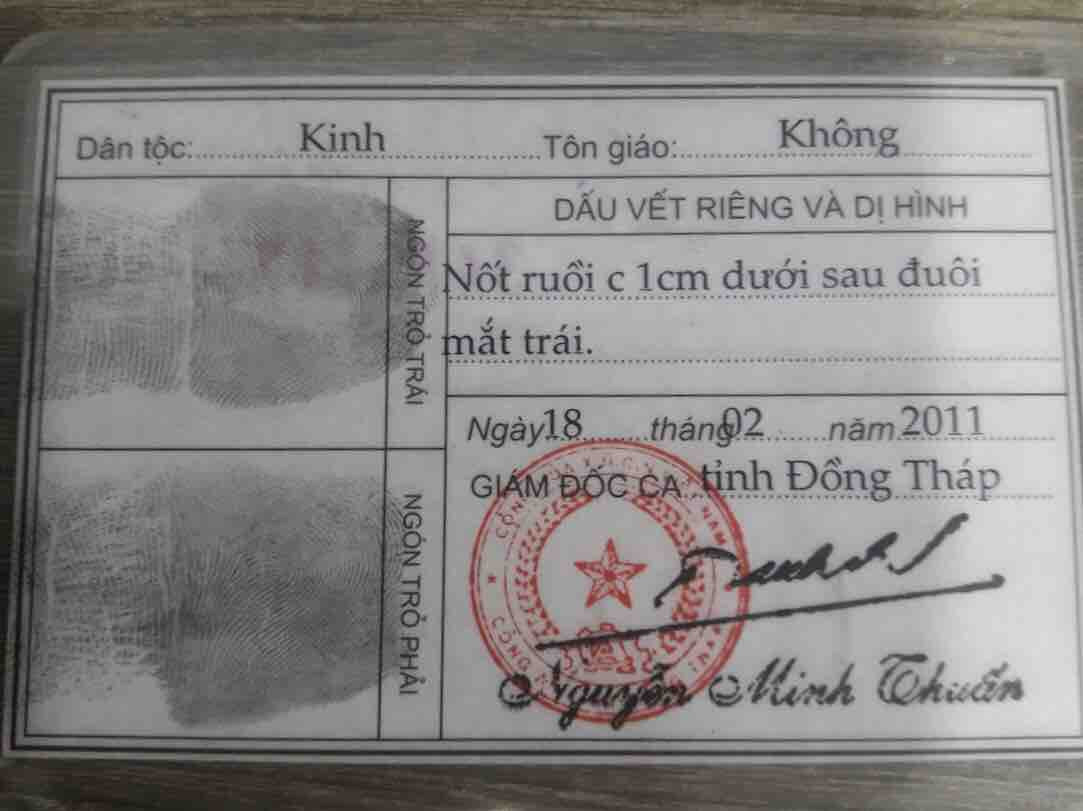 Dân tộc: Kinh Tôn giáo: Không
NGÓN TRỎ TRÁI
DẤU VẾT RIÊNG VÀ DỊ HÌNH
Nốt ruồi c 1cm dưới sau đuôi
mắt trái.
Ngày 18 tháng 02 năm 2011
GIÁM ĐỐC CA tỉnh Đồng Tháp
NGÓN TRỎ PHẢI
Nguyễn Minh Thuấn